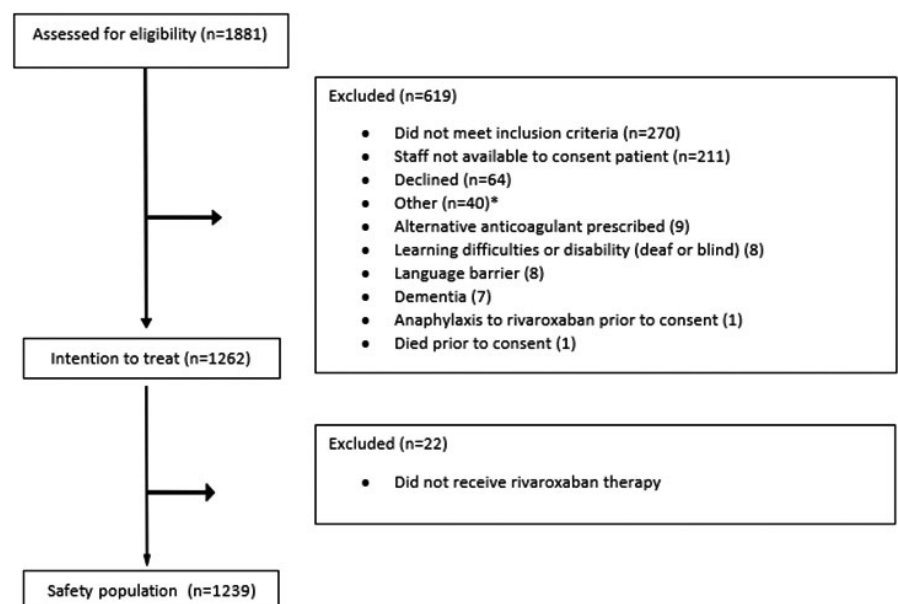 Assessed for eligibility (n=1881)
Excluded (n=619)
• Did not meet inclusion criteria (n=270)
• Staff not available to consent patient (n=211)
• Declined (n=64)
• Other (n=40)*
• Alternative anticoagulant prescribed (9)
• Learning difficulties or disability (deaf or blind) (8)
• Language barrier (8)
• Dementia (7)
• Anaphylaxis to rivaroxaban prior to consent (1)
• Died prior to consent (1)
Intention to treat (n=1262)
Excluded (n=22)
• Did not receive rivaroxaban therapy
Safety population (n=1239)